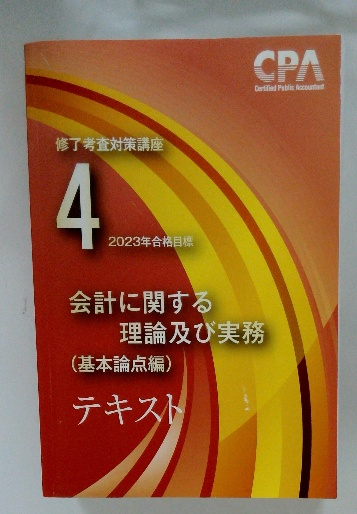 CPA
Certified Public Accountant
修了考査対策講座
4
2023年合格目標
会計に関する
理論及び実務
(基本論点編)
テキスト